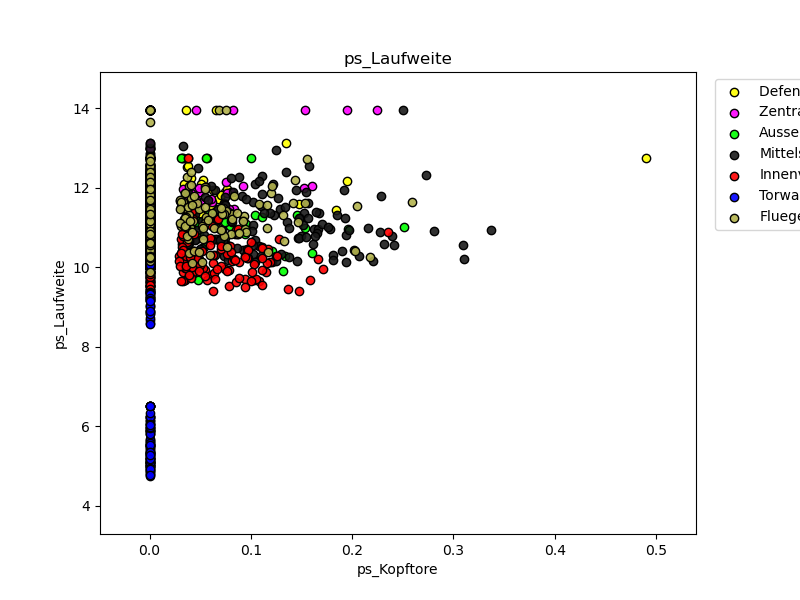 ps_Laufweite
14
12
10
8
6
4
ps_Laufweite
0.0 0.1 0.2 0.3 0.4 0.5
ps_Kopftore
Defen
Zentra
Ausse
Mittels
Innenv
Torwa
Fluege